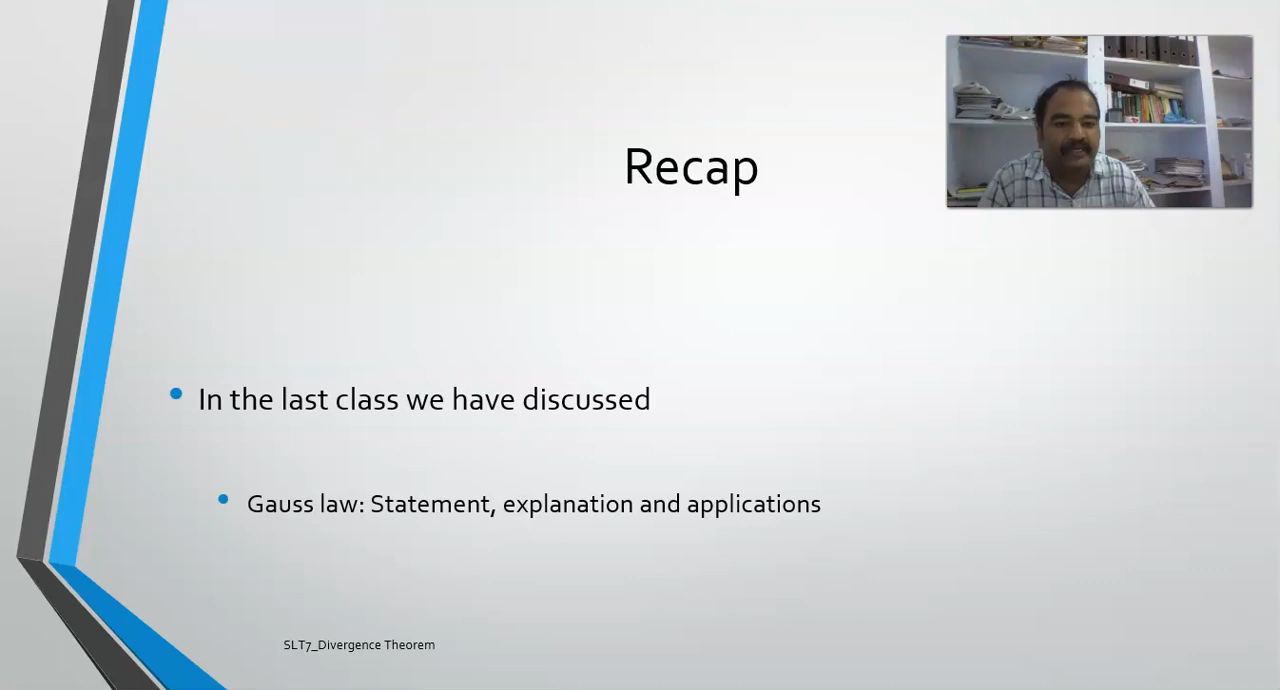 Recap
In the last class we have discussed
Gauss law: Statement, explanation and applications
SLT7_Divergence Theorem